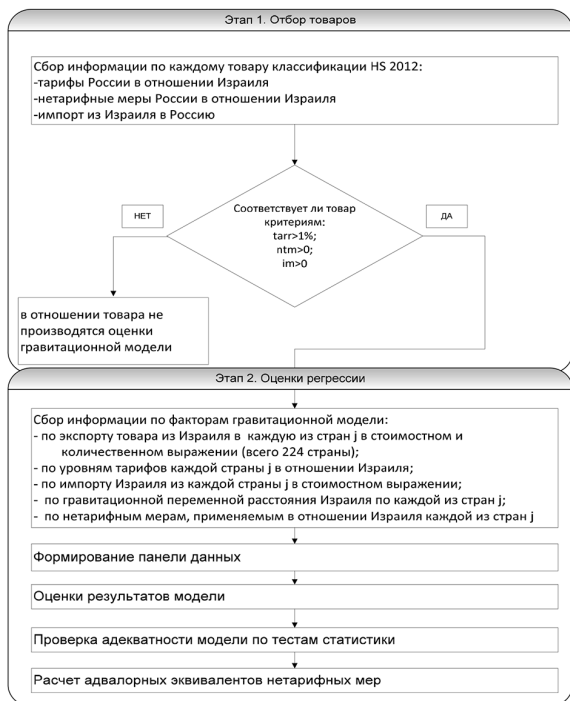 Этап 1. Отбор товаров
Сбор информации по каждому товару классификации HS 2012:
-тарифы России в отношении Израиля
-нетарифные меры России в отношении Израиля
-импорт из Израиля в Россию
НЕТ
Соответствует ли товар
критериям:
tarr>1%;
ntm>0;
im>0
ДА
в отношении товара не
производятся оценки
гравитационной модели
Этап 2. Оценки регрессии
Сбор информации по факторам гравитационной модели:
- по экспорту товара из Израиля в каждую из стран j в стоимостном и
количественном выражении (всего 224 страны);
- по уровням тарифов каждой страны j в отношении Израиля;
- по импорту Израиля из каждой страны j в стоимостном выражении;
- по гравитационной переменной расстояния Израиля по каждой из стран j;
- по нетарифным мерам, применяемым в отношении Израиля каждой из стран j
Формирование панели данных
Оценки результатов модели
Проверка адекватности модели по тестам статистики
Расчет адвалорных эквивалентов нетарифных мер